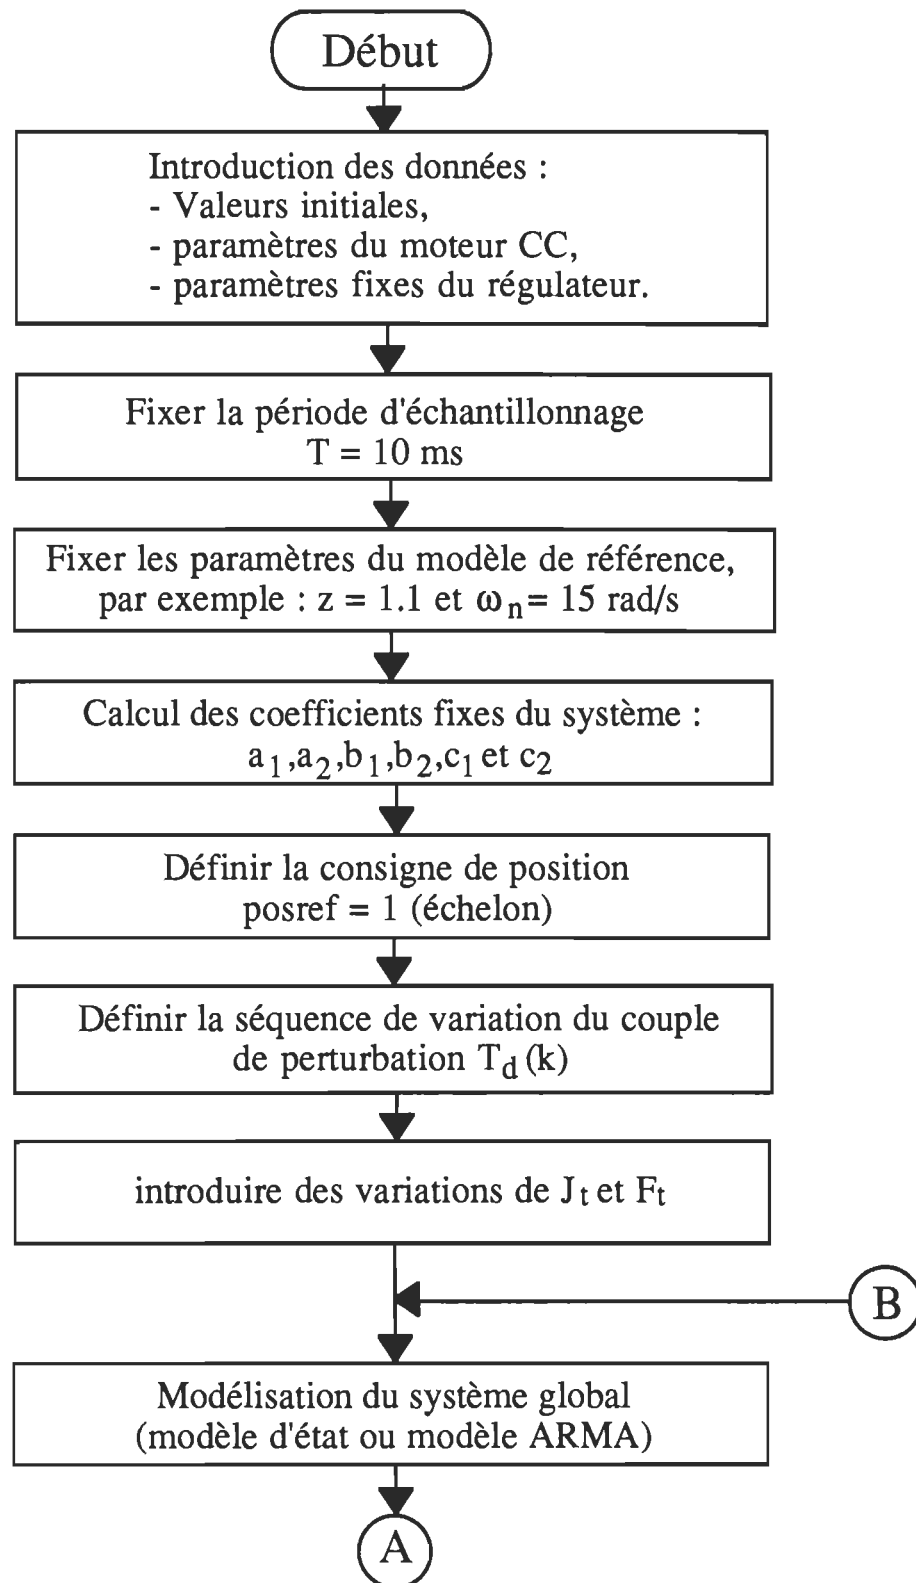 Début
Introduction des données :
- Valeurs initiales,
- paramètres du moteur CC,
- paramètres fixes du régulateur.
Fixer la période d'échantillonnage
T = 10 ms
Fixer les paramètres du modèle de référence,
par exemple : z = 1.1 et ωn = 15 rad/s
Calcul des coefficients fixes du système :
a1,a2,b1,b2,c1 et c2
Définir la consigne de position
posref = 1 (échelon)
Définir la séquence de variation du couple
de perturbation Td (k)
introduire des variations de Jt et Ft
B
Modélisation du système global
(modèle d'état ou modèle ARMA)
A